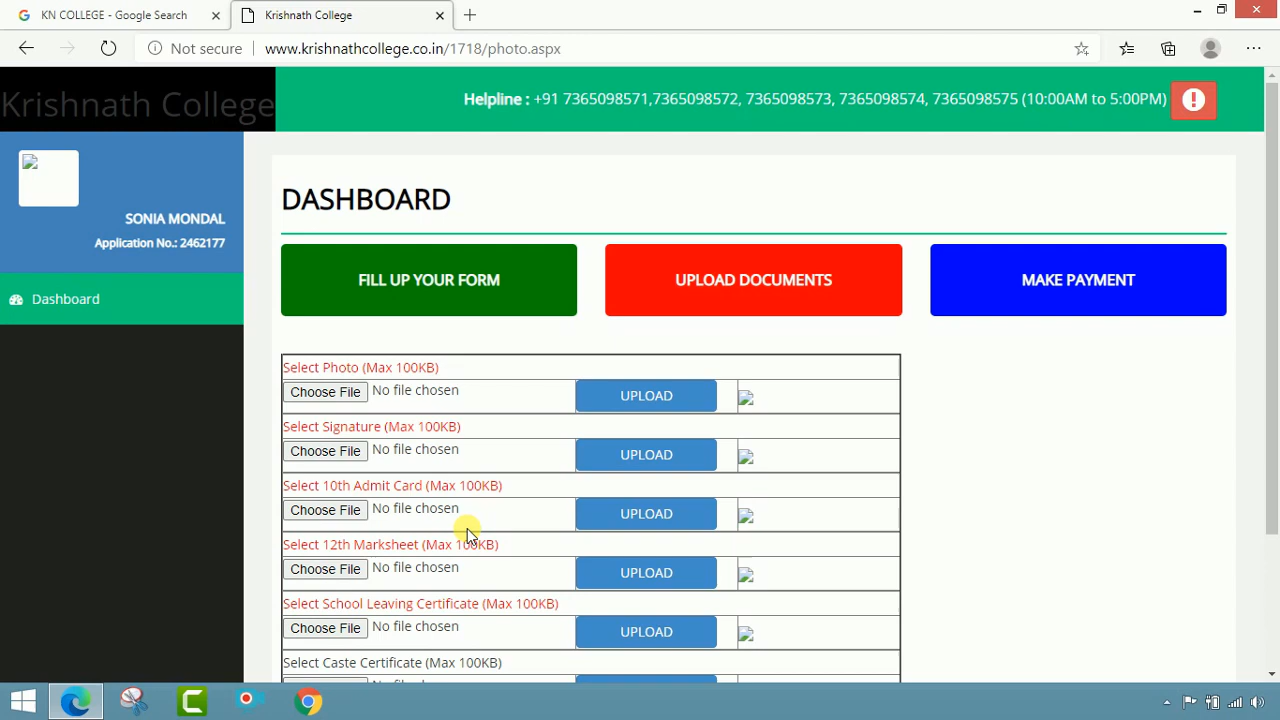 KN COLLEGE - Google Search
Krishnath College
Not secure
www.krishnathcollege.co.in/1718/photo.aspx
Krishnath College
Helpline : +91 7365098571,7365098572, 7365098573, 7365098574, 7365098575 (10:00AM to 5:00PM)
SONIA MONDAL
Application No.: 2462177
Dashboard
DASHBOARD
FILL UP YOUR FORM
UPLOAD DOCUMENTS
MAKE PAYMENT
Select Photo (Max 100KB)
Choose File No file chosen UPLOAD
Select Signature (Max 100KB)
Choose File No file chosen UPLOAD
Select 10th Admit Card (Max 100KB)
Choose File No file chosen UPLOAD
Select 12th Marksheet (Max 100KB)
Choose File No file chosen UPLOAD
Select School Leaving Certificate (Max 100KB)
Choose File No file chosen UPLOAD
Select Caste Certificate (Max 100KB)